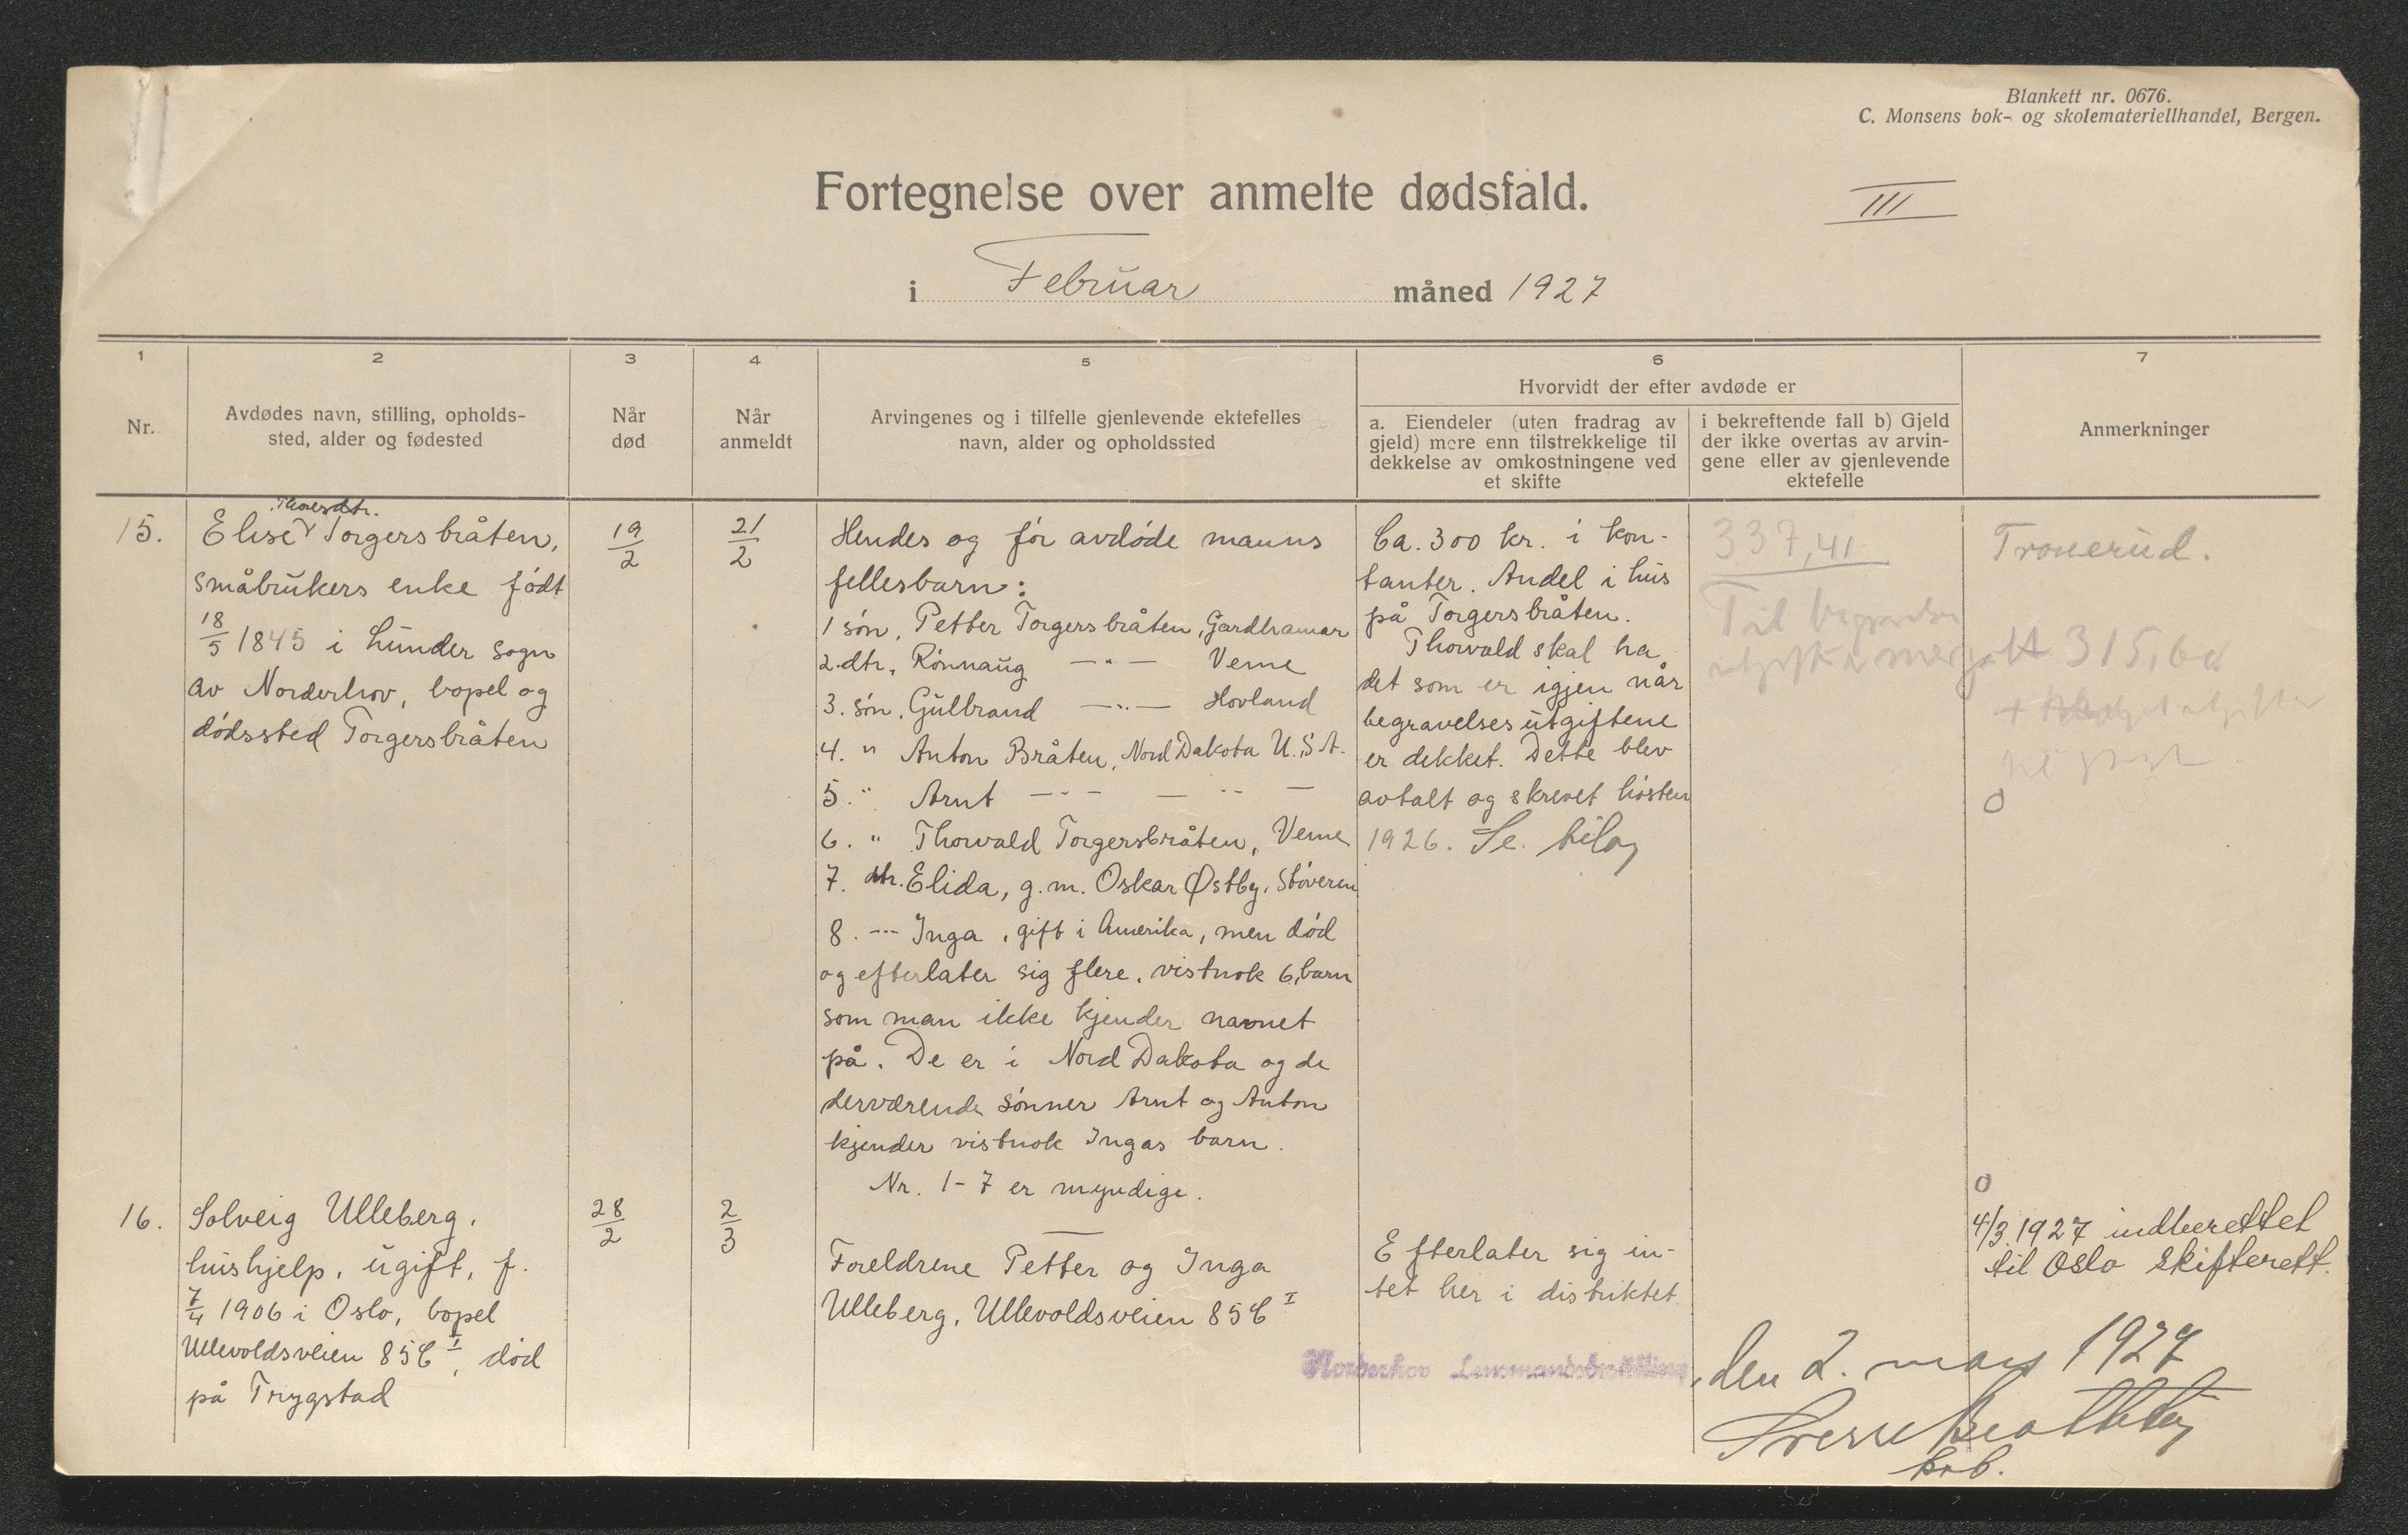 Blankett nr. 0676.
C. Monsens bok- og skolemateriellhandel, Bergen.
Fortegnelse over anmelte dødsfald.
III
i Februar måned 1927
1
2
3
4
5
6
7
Nr.
Avdødes navn, stilling, opholds-
sted, alder og fødested
Når
død
Når
anmeldt
Arvingenes og i tilfelle gjenlevende ektefelles
navn, alder og opholdssted
Hvorvidt der efter avdøde er
a. Eiendeler (uten fradrag av
gjeld) mere enn tilstrekkelige til
dekkelse av omkostningene ved
et skifte
i bekreftende fall b) Gjeld
der ikke overtas av arvin-
gene eller av gjenlevende
ektefelle
Anmerkninger
15.
Thoresdtr.
Elise Torgersbråten,
småbrukers enke født
18/5 1845 i Lunder sogn
av Norderhov, bopel og
dødssted Torgersbråten
19/2
21/2
Hendes og før avdøde manns
fellesbarn:
1 søn, Petter Torgersbråten, Gardhamar
2. dtr, Rønnaug — " — Veme
3. søn. Gulbrand — " — Hovland
4. " Anton Bråten, Nord Dakota U.S.A.
5. " Arnt — " — — " —
6. " Thorvald Torgersbråten, Veme
7. dtr. Elida, g.m. Oskar Østby, Støveren
8. --- Inga, gift i Amerika, men død
og efterlater sig flere, vistnok 6, barn
som man ikke kjender navnet
på. De er i Nord Dakota og de
derværende sønner Arnt og Anton
kjender vistnok Ingas barn.
Nr. 1-7 er myndige.
Ca. 300 kr. i kon-
tanter. Andel i hus
på Torgersbråten.
Thorvald skal ha
det som er igjen når
begravelsesutgiftene
er dekket. Dette blev
avtalt og skrevet høsten
1926. Se. bilag
337,41
Til
315,60
Tronerud.
0
16.
Solveig Ulleberg,
hushjelp, ugift, f.
7/4 1906 i Oslo, bopel
Ullevoldsveien 85 C I, død
på Trygstad
28/2
2/3
Foreldrene Petter og Inga
Ulleberg, Ullevoldsveien 85 C I
Efterlater sig in-
tet her i distriktet.
0
4/3 1927 indberettet
til Oslo skifterett.
Norderhov Lensmandsbestilling, den 2. mars 1927